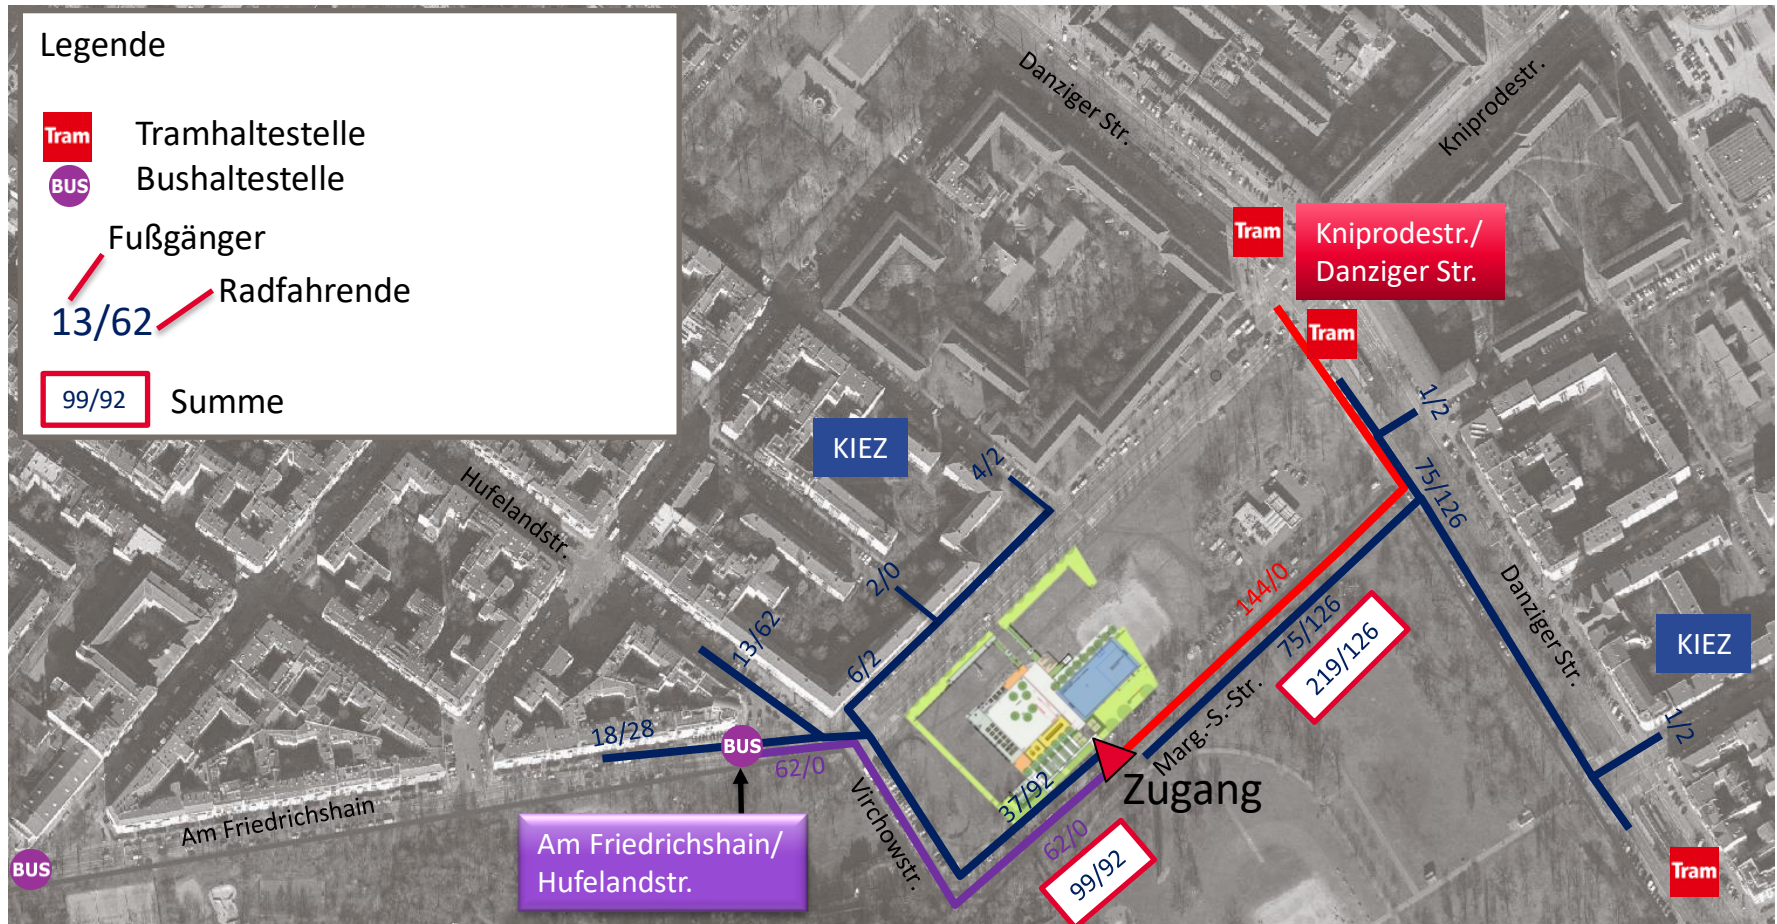 Legende
Tram
Tramhaltestelle
BUS
Bushaltestelle
Fußgänger
Radfahrende
13/62
99/92
Summe
Danziger Str.
Kniprodestr.
Tram
Kniprodestr./
Danziger Str.
Tram
1/2
KIEZ
4/2
75/126
Hufelandstr.
2/0
144/0
75/126
219/126
Danziger Str.
KIEZ
13/62
6/2
Marg.-S.-Str.
1/2
18/28
BUS
62/0
Virchowstr.
37/92
Zugang
Am Friedrichshain
62/0
99/92
Am Friedrichshain/
Hufelandstr.
BUS
Tram